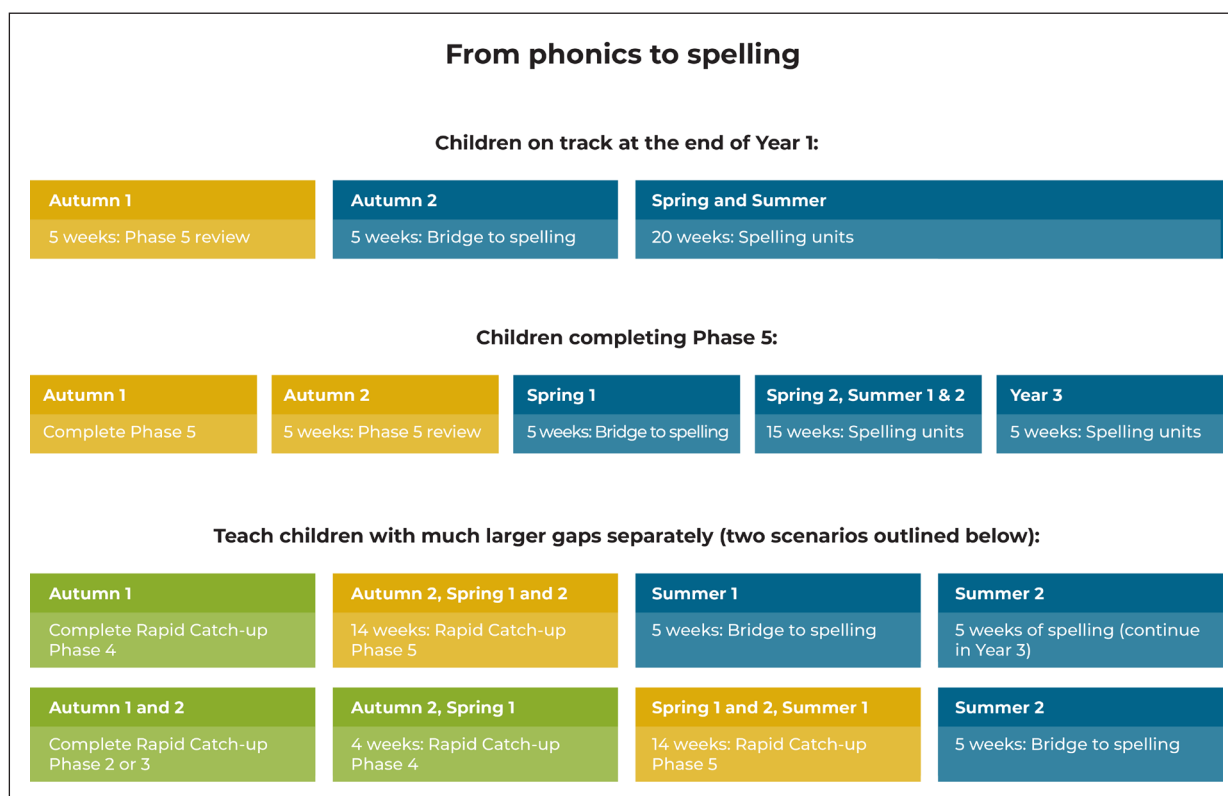 From phonics to spelling
Children on track at the end of Year 1:
Autumn 1
5 weeks: Phase 5 review
Autumn 2
5 weeks: Bridge to spelling
Spring and Summer
20 weeks: Spelling units
Children completing Phase 5:
Autumn 1
Complete Phase 5
Autumn 2
5 weeks: Phase 5 review
Spring 1
5 weeks: Bridge to spelling
Spring 2, Summer 1 & 2
15 weeks: Spelling units
Year 3
5 weeks: Spelling units
Teach children with much larger gaps separately (two scenarios outlined below):
Autumn 1
Complete Rapid Catch-up
Phase 4
Autumn 2, Spring 1 and 2
14 weeks: Rapid Catch-up
Phase 5
Summer 1
5 weeks: Bridge to spelling
Summer 2
5 weeks of spelling (continue
in Year 3)
Autumn 1 and 2
Complete Rapid Catch-up
Phase 2 or 3
Autumn 2, Spring 1
4 weeks: Rapid Catch-up
Phase 4
Spring 1 and 2, Summer 1
14 weeks: Rapid Catch-up
Phase 5
Summer 2
5 weeks: Bridge to spelling